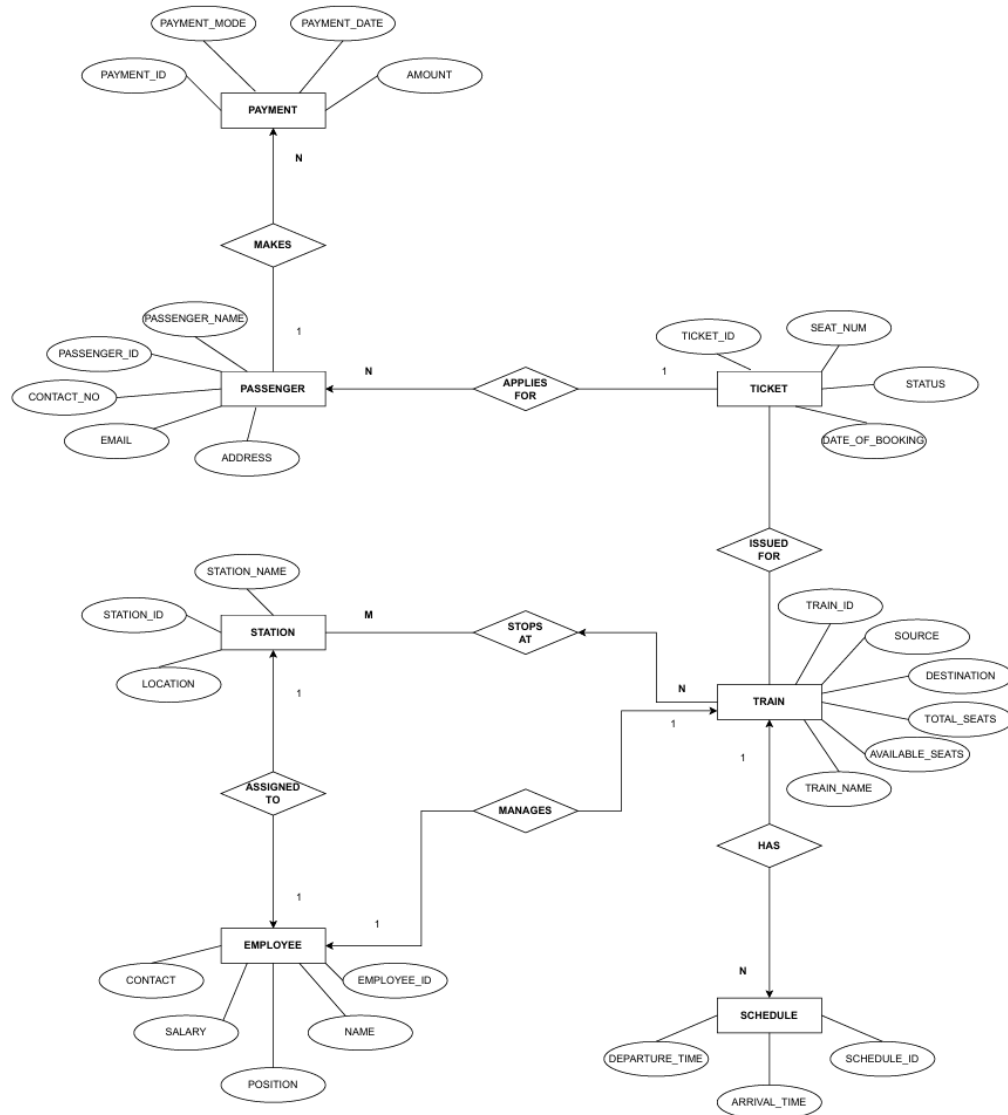 PAYMENT_MODE
PAYMENT_DATE
PAYMENT_ID
AMOUNT
PAYMENT
N
MAKES
1
PASSENGER_NAME
PASSENGER_ID
CONTACT_NO
EMAIL
ADDRESS
PASSENGER
N
APPLIES
FOR
1
TICKET_ID
SEAT_NUM
STATUS
DATE_OF_BOOKING
TICKET
ISSUED
FOR
STATION_NAME
STATION_ID
LOCATION
STATION
M
STOPS
AT
N
TRAIN_ID
SOURCE
DESTINATION
TOTAL_SEATS
AVAILABLE_SEATS
TRAIN_NAME
TRAIN
1
1
1
ASSIGNED
TO
MANAGES
HAS
1
1
EMPLOYEE
CONTACT
EMPLOYEE_ID
SALARY
NAME
POSITION
N
SCHEDULE
DEPARTURE_TIME
SCHEDULE_ID
ARRIVAL_TIME